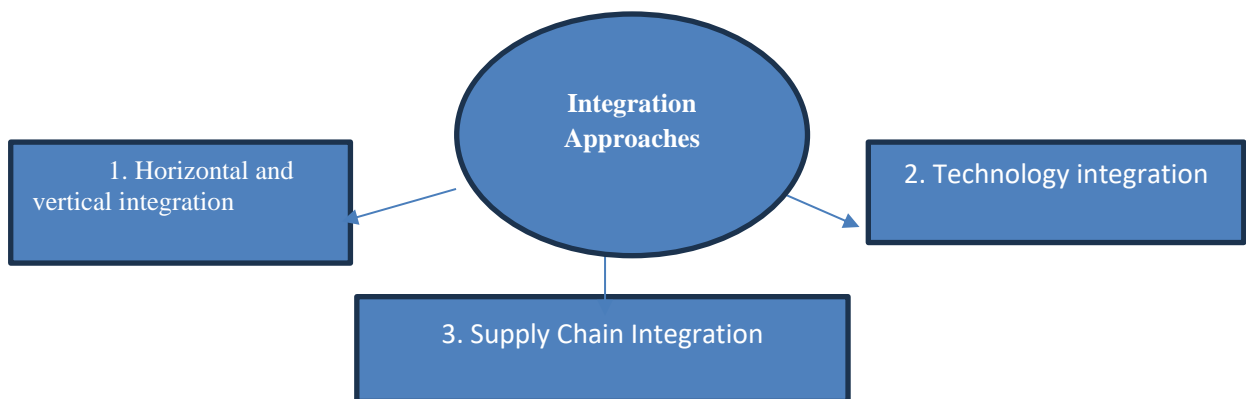 Integration
Approaches
1. Horizontal and
vertical integration
2. Technology integration
3. Supply Chain Integration